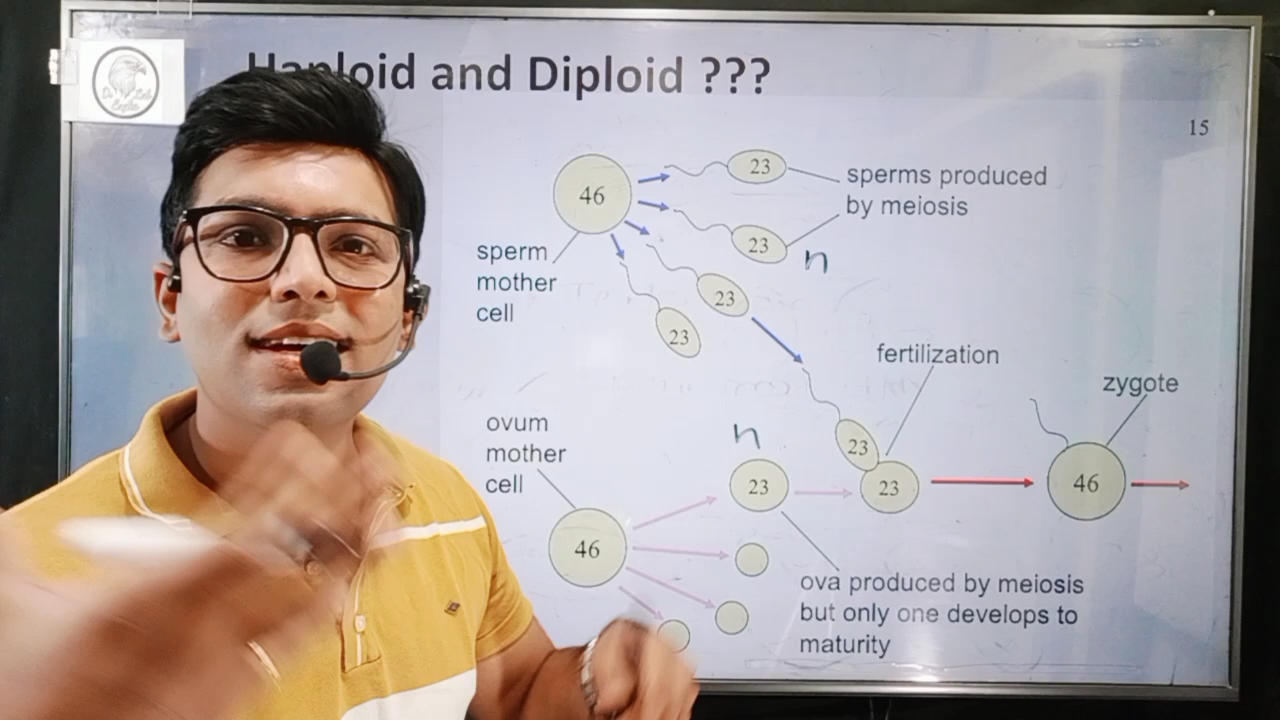 Haploid and Diploid ???
15
46
23
sperms produced
by meiosis
23
n
sperm
mother
cell
23
23
fertilization
zygote
ovum
mother
cell
n
23
23
23
46
46
ova produced by meiosis
but only one develops to
maturity